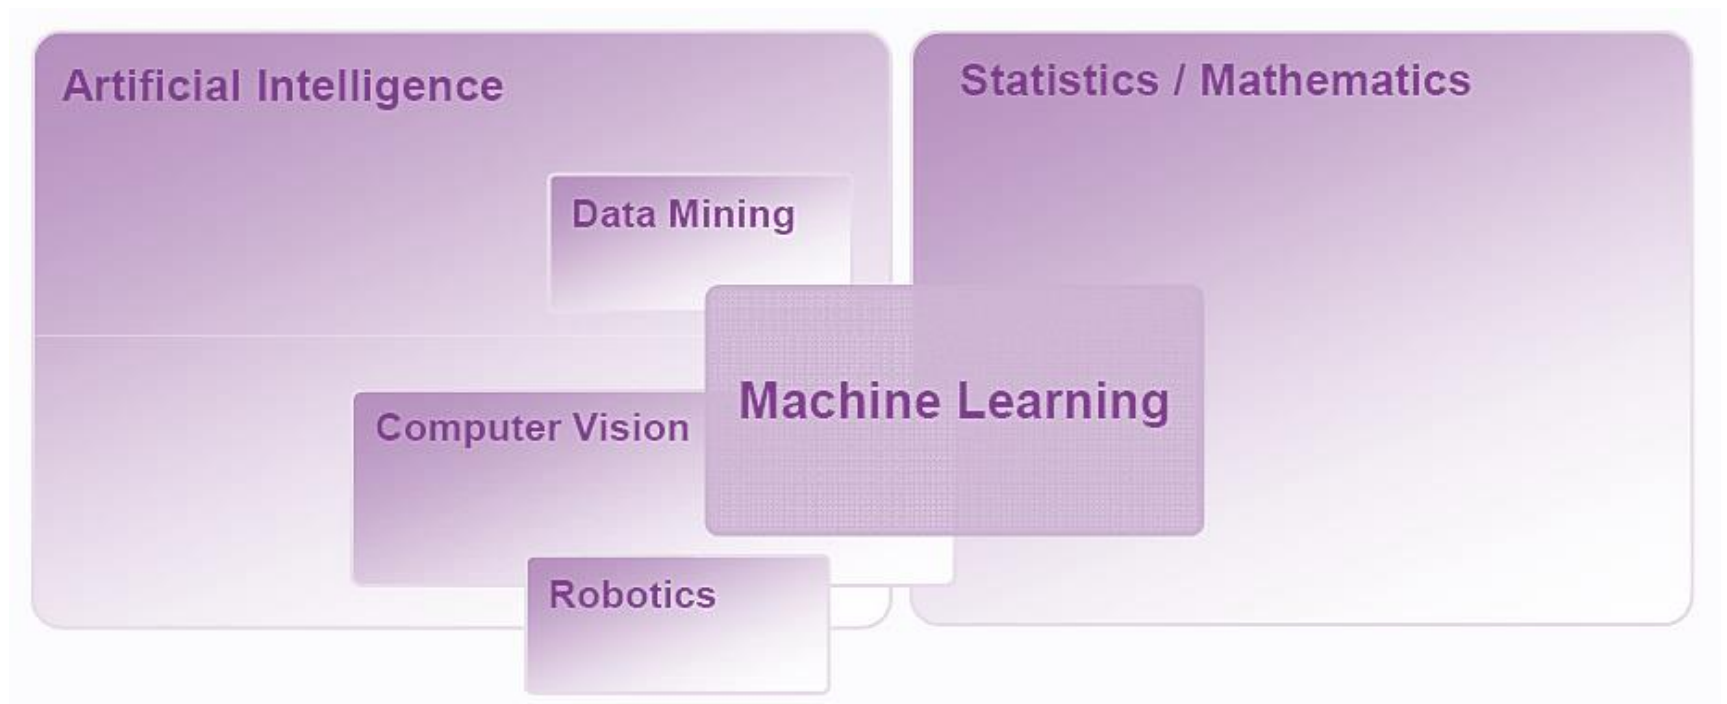 Artificial Intelligence
Statistics / Mathematics
Data Mining
Machine Learning
Computer Vision
Robotics